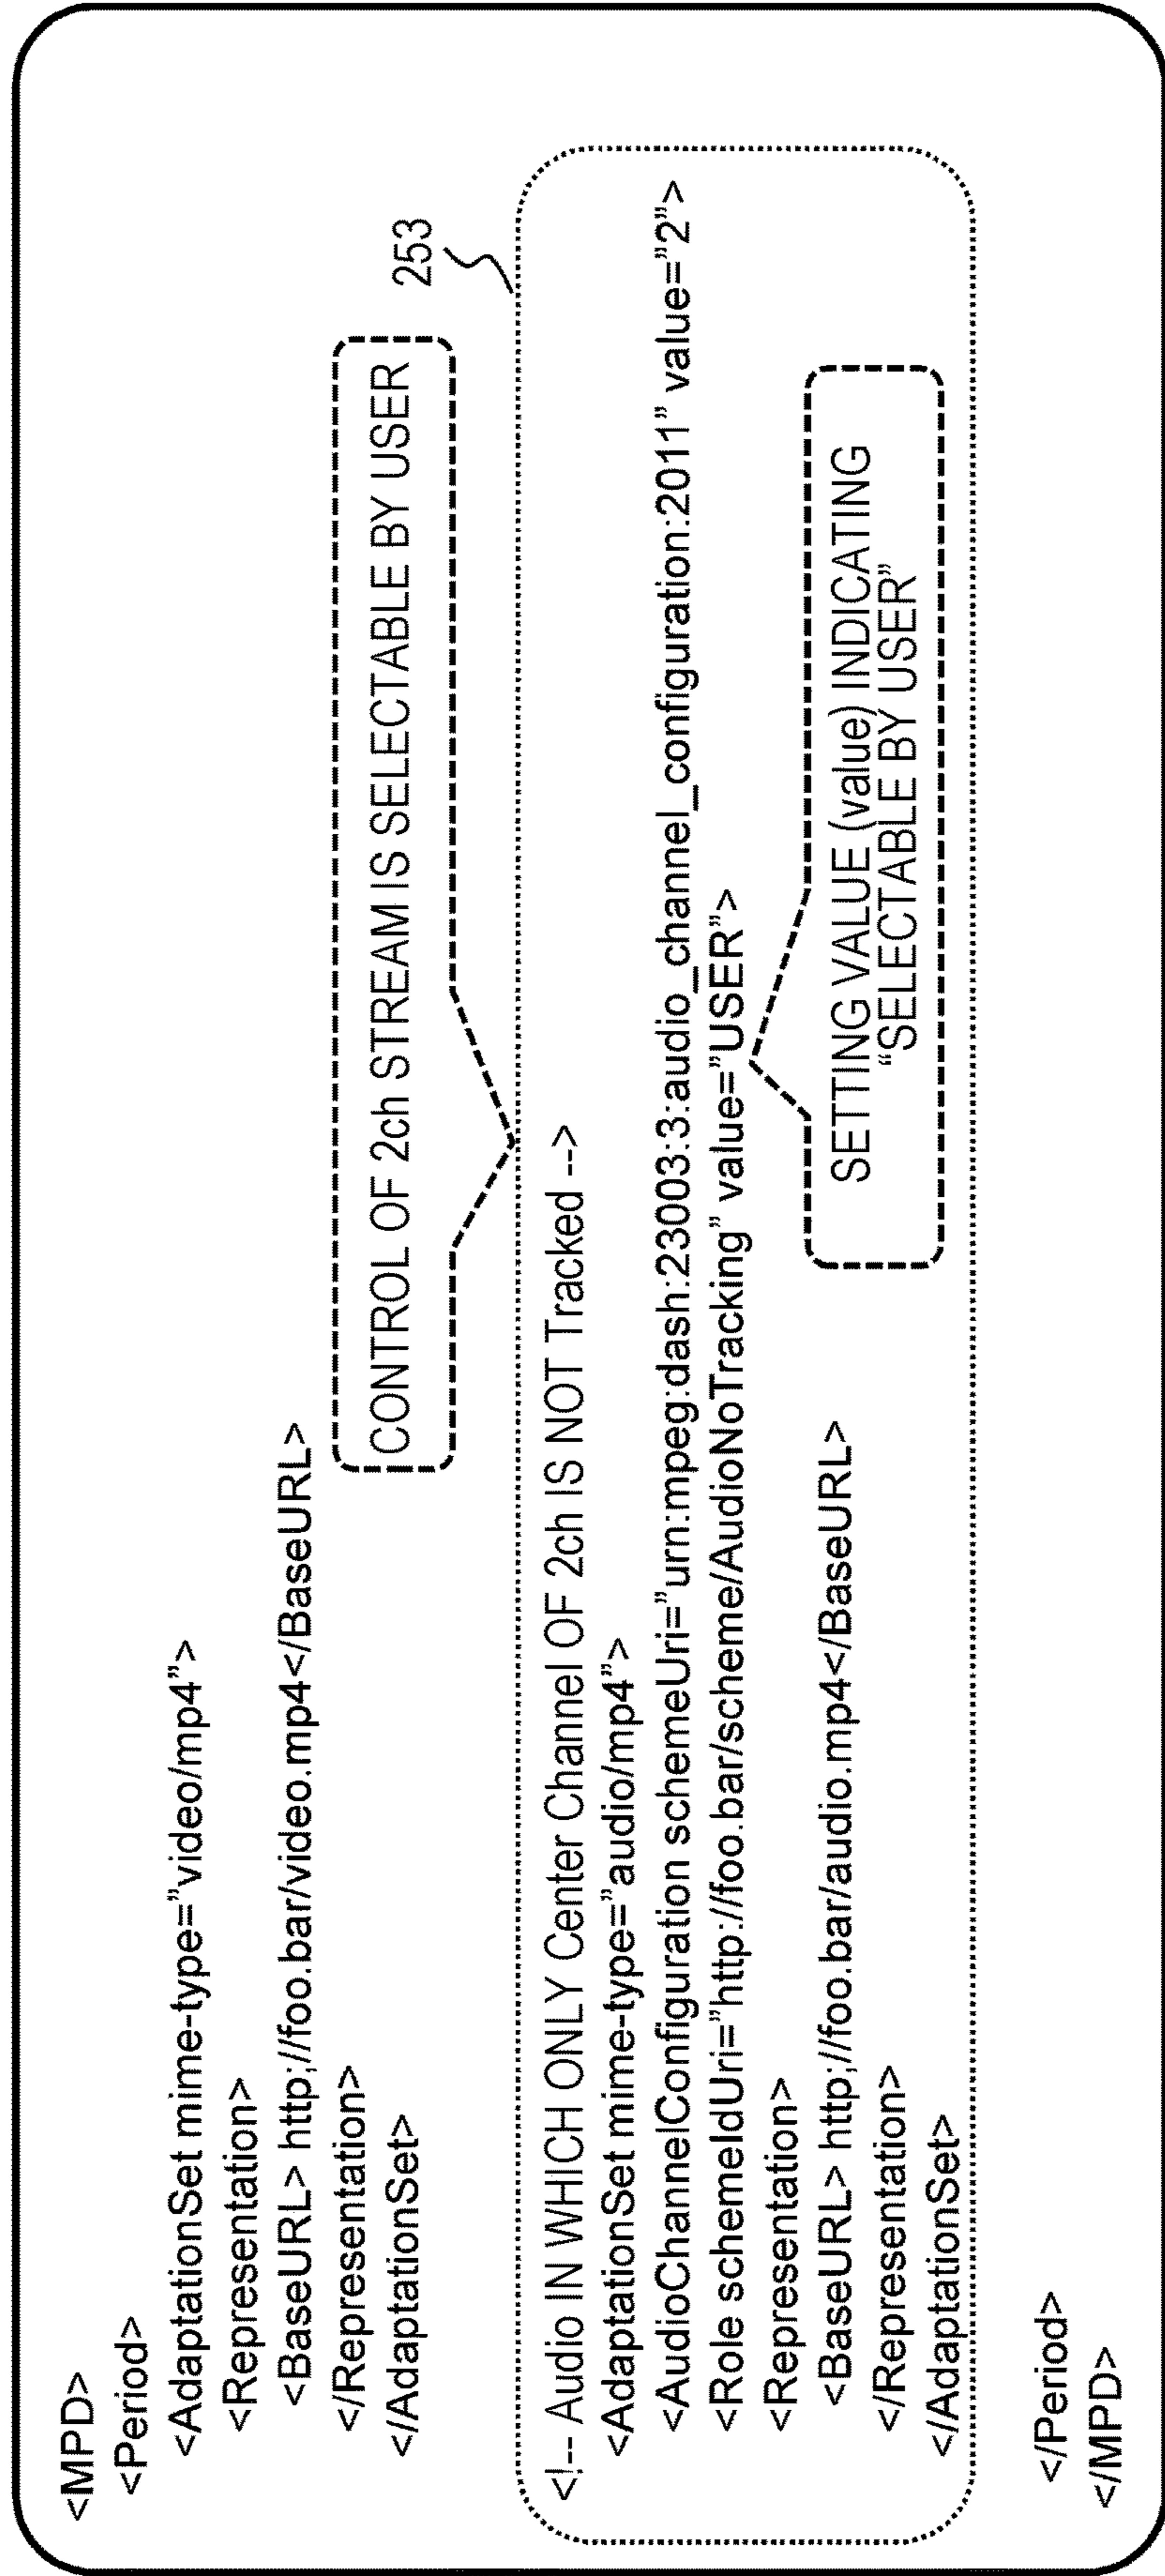 <MPD>
<Period>
<AdaptationSet mime-type=”video/mp4”>
<Representation>
<BaseURL> http;//foo.bar/video.mp4</BaseURL>
</Representation>
</AdaptationSet>
CONTROL OF 2ch STREAM IS SELECTABLE BY USER
253
<!-- Audio IN WHICH ONLY Center Channel OF 2ch IS NOT Tracked -->
<AdaptationSet mime-type=”audio/mp4”>
<AudioChannelConfiguration schemeUri=”urn:mpeg:dash:23003:3:audio_channel_configuration:2011” value=”2”>
<Role schemeIdUri=”http://foo.bar/scheme/AudioNoTracking” value=”USER”>
<Representation>
<BaseURL> http;//foo.bar/audio.mp4</BaseURL>
</Representation>
</AdaptationSet>
SETTING VALUE (value) INDICATING
“SELECTABLE BY USER”
</Period>
</MPD>